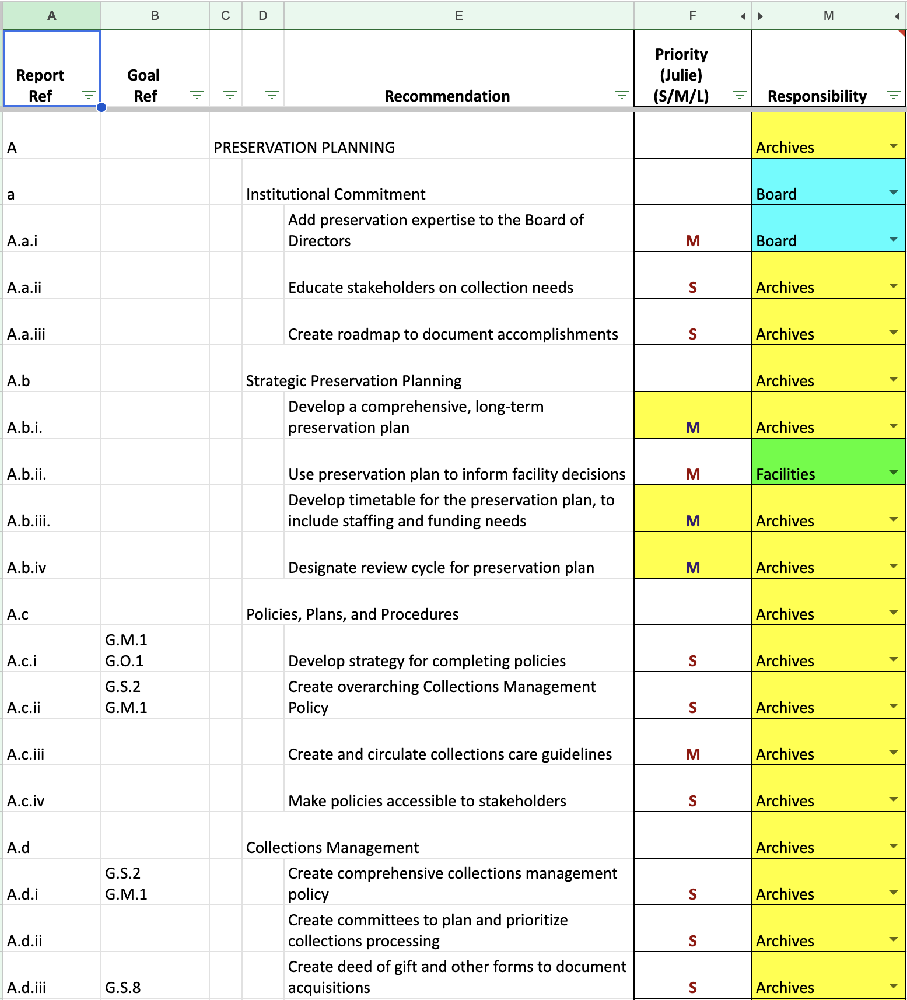 A B C D E F M
Report
Ref
Goal
Ref
Recommendation
Priority
(Julie)
(S/M/L)
Responsibility
A PRESERVATION PLANNING Archives
a Institutional Commitment Board
Add preservation expertise to the Board of
A.a.i Directors M Board
A.a.ii Educate stakeholders on collection needs S Archives
A.a.iii Create roadmap to document accomplishments S Archives
A.b Strategic Preservation Planning Archives
Develop a comprehensive, long-term
A.b.i. preservation plan M Archives
A.b.ii. Use preservation plan to inform facility decisions M Facilities
Develop timetable for the preservation plan, to
A.b.iii. include staffing and funding needs M Archives
A.b.iv Designate review cycle for preservation plan M Archives
A.c Policies, Plans, and Procedures Archives
G.M.1
A.c.i G.O.1 Develop strategy for completing policies S Archives
G.S.2 Create overarching Collections Management
A.c.ii G.M.1 Policy S Archives
A.c.iii Create and circulate collections care guidelines M Archives
A.c.iv Make policies accessible to stakeholders S Archives
A.d Collections Management Archives
G.S.2 Create comprehensive collections management
A.d.i G.M.1 policy S Archives
Create committees to plan and prioritize
A.d.ii collections processing S Archives
Create deed of gift and other forms to document
A.d.iii G.S.8 acquisitions S Archives